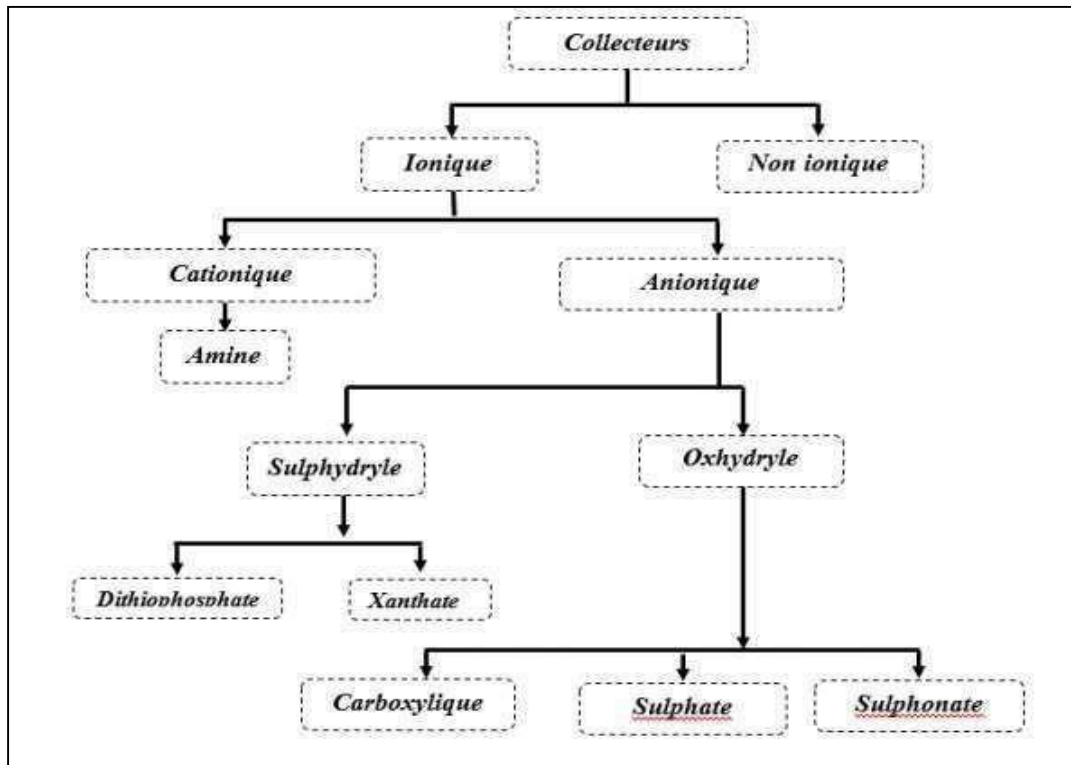 Collecteurs
Ionique
Non ionique
Cationique
Anionique
Amine
Sulphydryle
Oxhydryle
Dithiophosphate
Xanthate
Carboxylique
Sulphate
Sulphonate